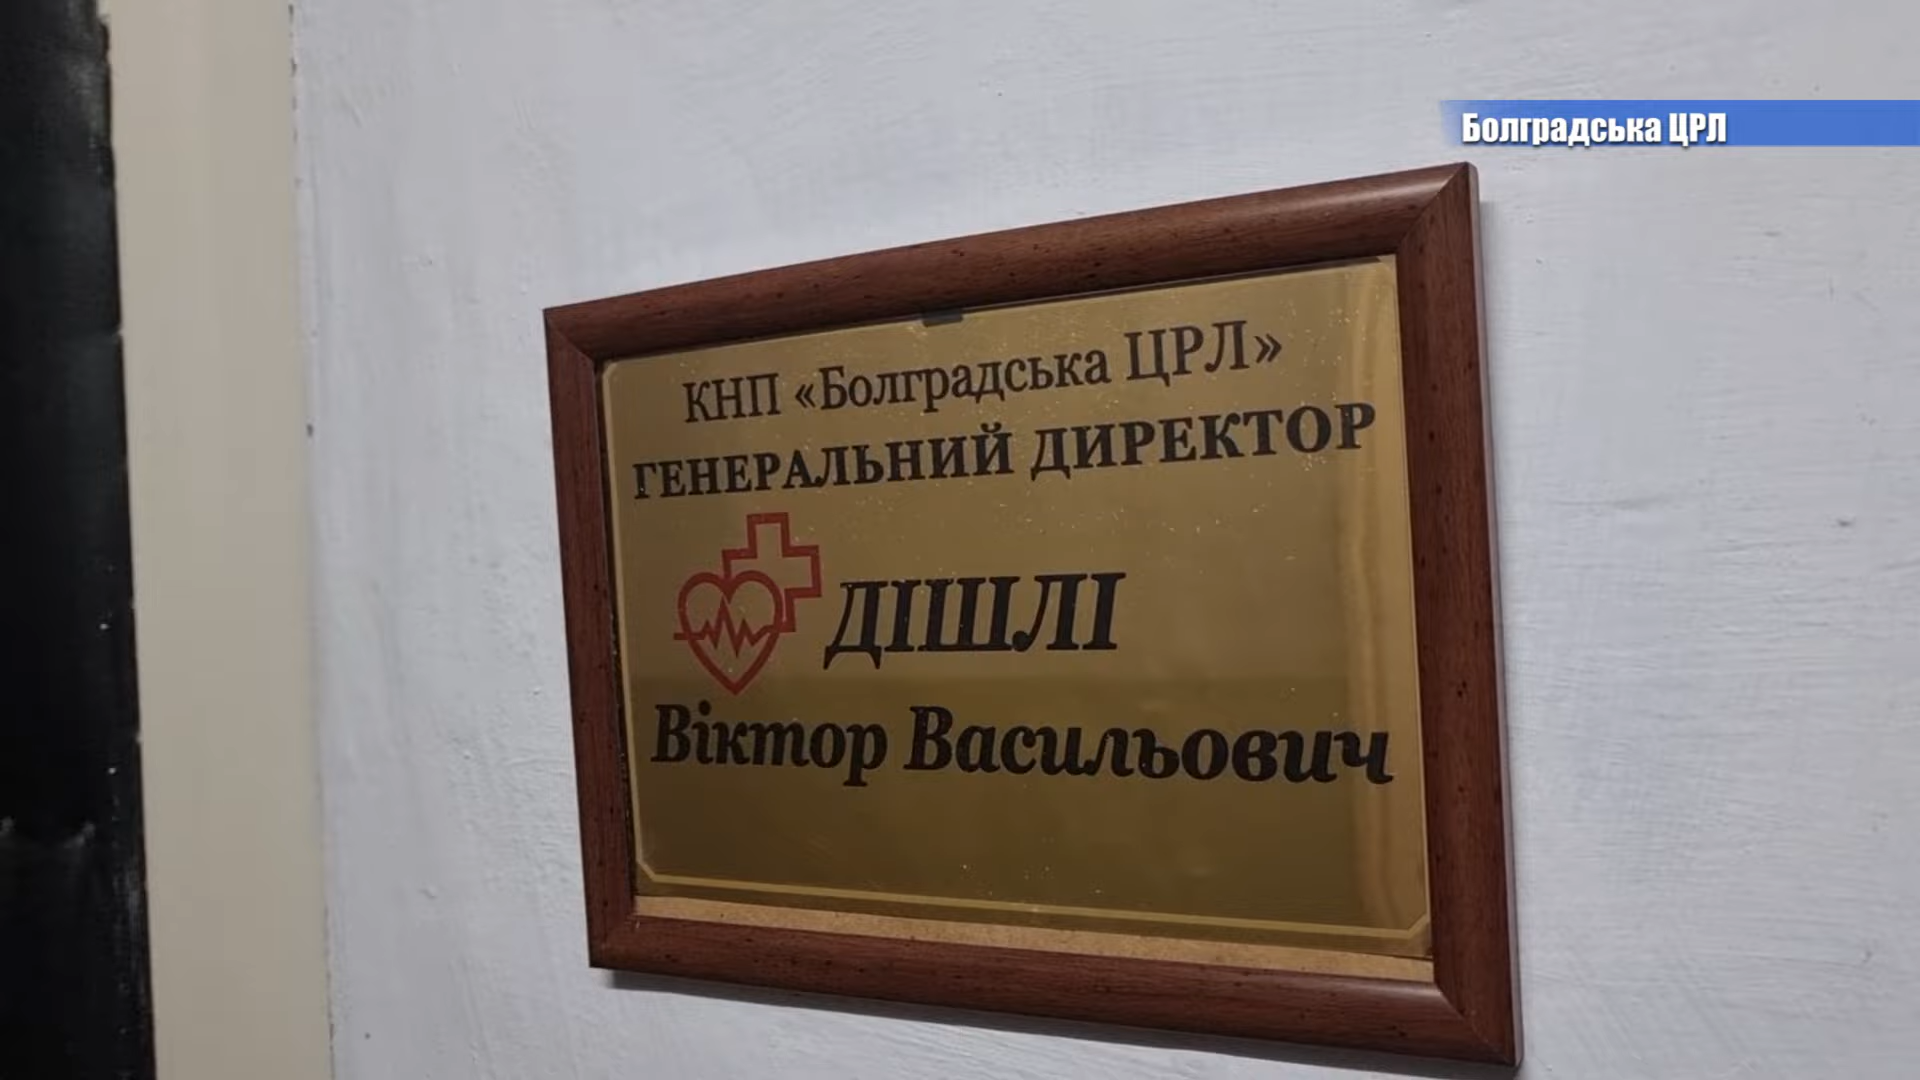 Болградська ЦРЛ
КНП «Болградська ЦРЛ»
ГЕНЕРАЛЬНИЙ ДИРЕКТОР
ДІШЛІ
Віктор Васильович